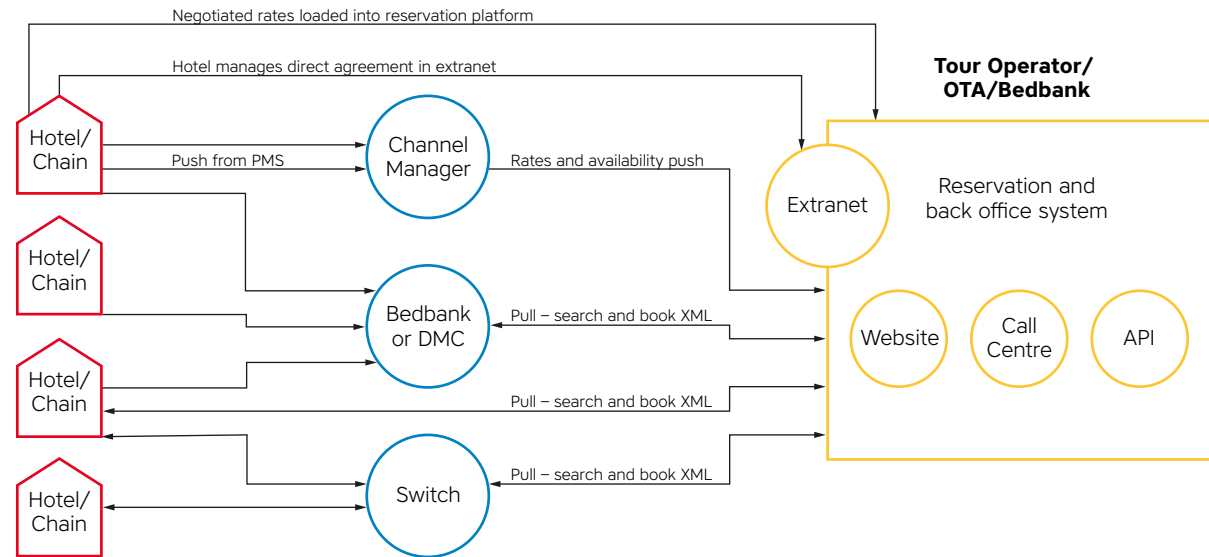 Negotiated rates loaded into reservation platform
Hotel manages direct agreement in extranet
Tour Operator/
OTA/Bedbank
Hotel/
Chain
Push from PMS
Channel
Manager
Rates and availability push
Extranet
Reservation and
back office system
Hotel/
Chain
Bedbank
or DMC
Pull – search and book XML
Website
Call
Centre
API
Hotel/
Chain
Pull – search and book XML
Hotel/
Chain
Switch
Pull – search and book XML